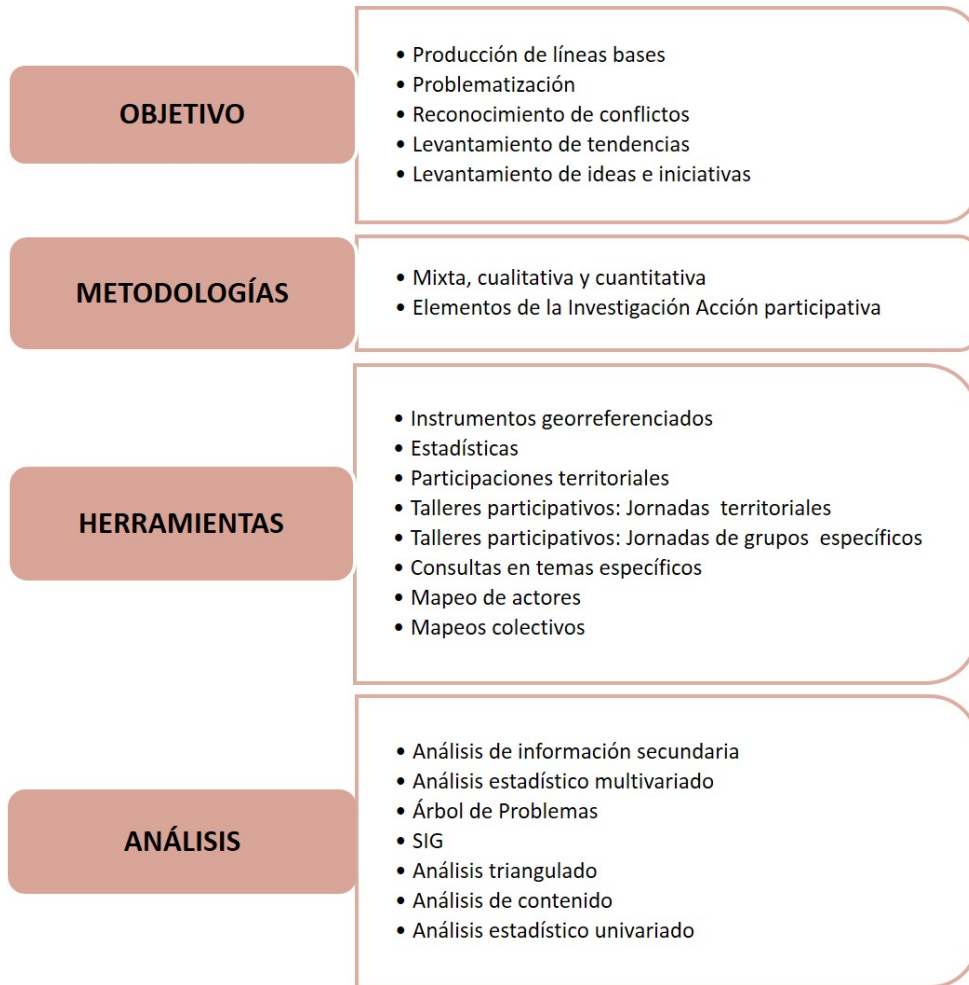 OBJETIVO
• Producción de líneas bases
• Problematización
• Reconocimiento de conflictos
• Levantamiento de tendencias
• Levantamiento de ideas e iniciativas
METODOLOGÍAS
• Mixta, cualitativa y cuantitativa
• Elementos de la Investigación Acción participativa
HERRAMIENTAS
• Instrumentos georreferenciados
• Estadísticas
• Participaciones territoriales
• Talleres participativos: Jornadas territoriales
• Talleres participativos: Jornadas de grupos específicos
• Consultas en temas específicos
• Mapeo de actores
• Mapeos colectivos
ANÁLISIS
• Análisis de información secundaria
• Análisis estadístico multivariado
• Árbol de Problemas
• SIG
• Análisis triangulado
• Análisis de contenido
• Análisis estadístico univariado